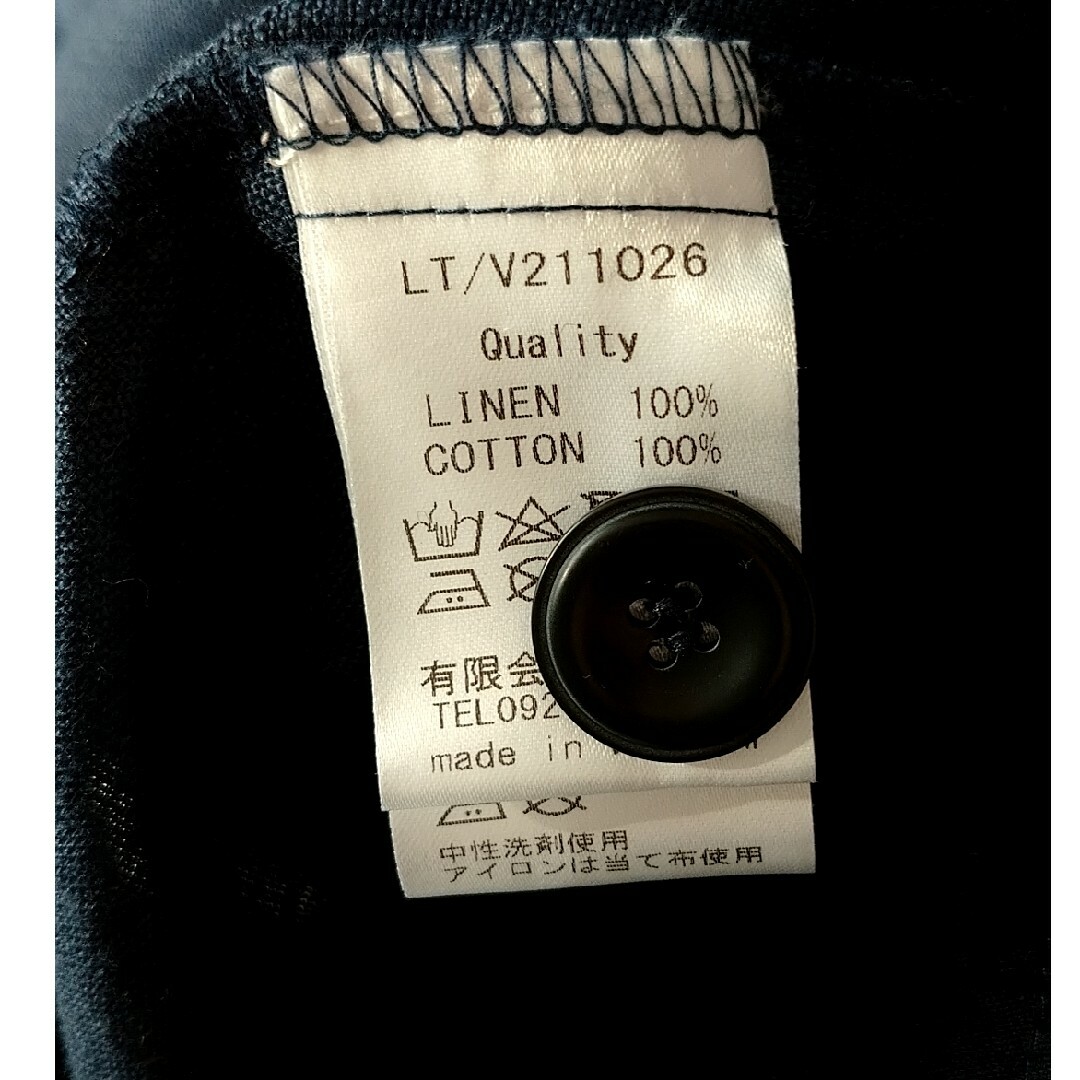 LT/V211026
Quality
LINEN 100%
COTTON 100%
有限会
TEL092
made in
中性洗剤使用
アイロンは当て布使用